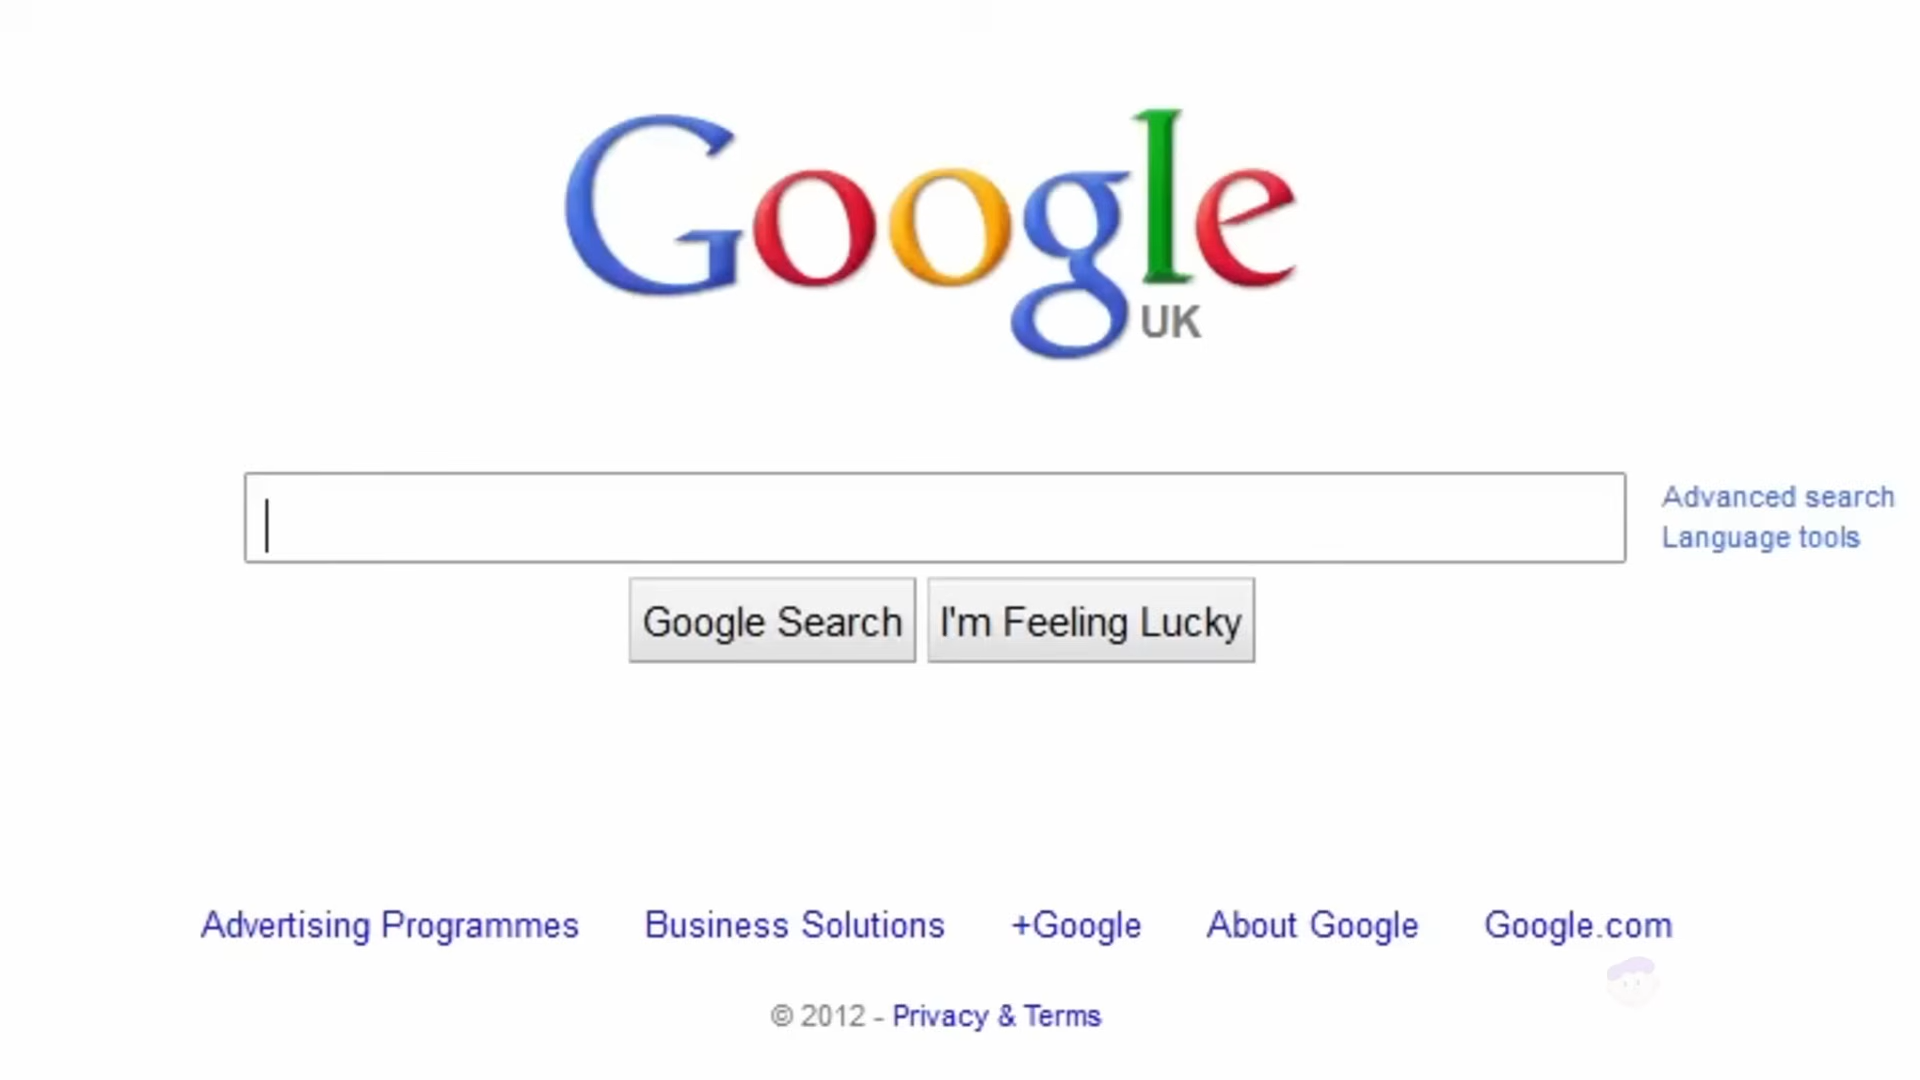 Google
UK
Advanced search
Language tools
Google Search I'm Feeling Lucky
Advertising Programmes Business Solutions +Google About Google Google.com
© 2012 - Privacy & Terms